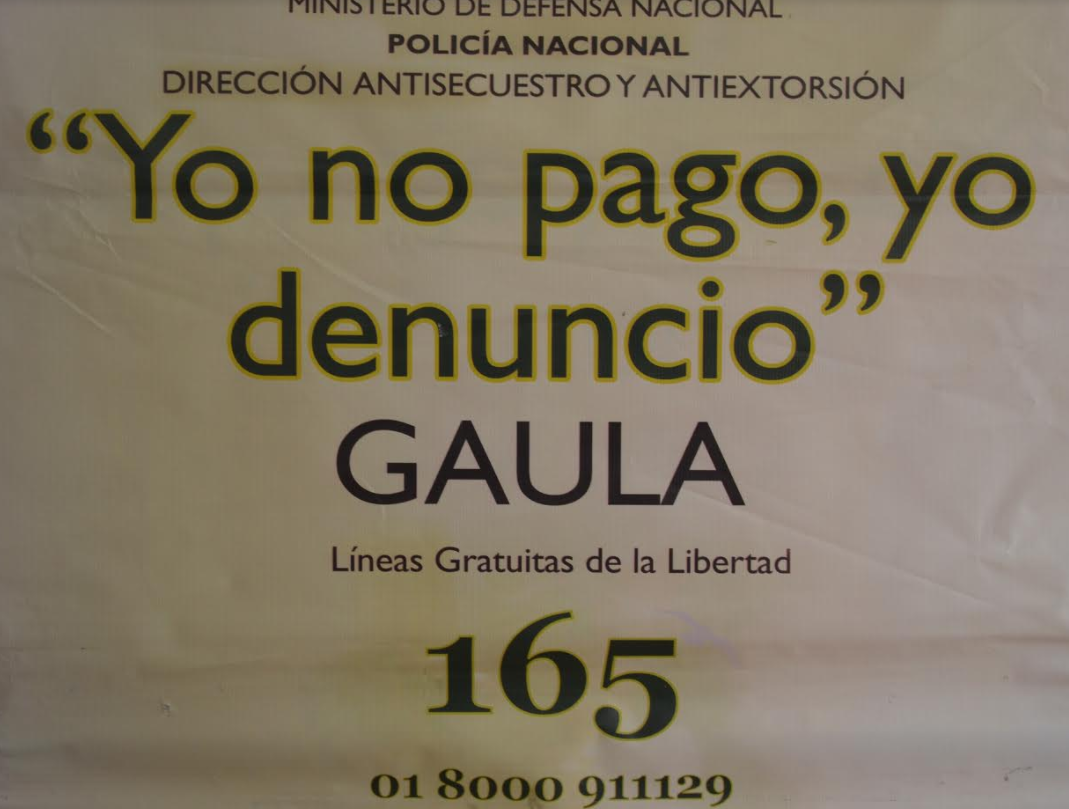 MINISTERIO DE DEFENSA NACIONAL
POLICÍA NACIONAL
DIRECCIÓN ANTISECUESTRO Y ANTIEXTORSIÓN
“Yo no pago, yo
denuncio”
GAULA
Líneas Gratuitas de la Libertad
165
01 8000 911129